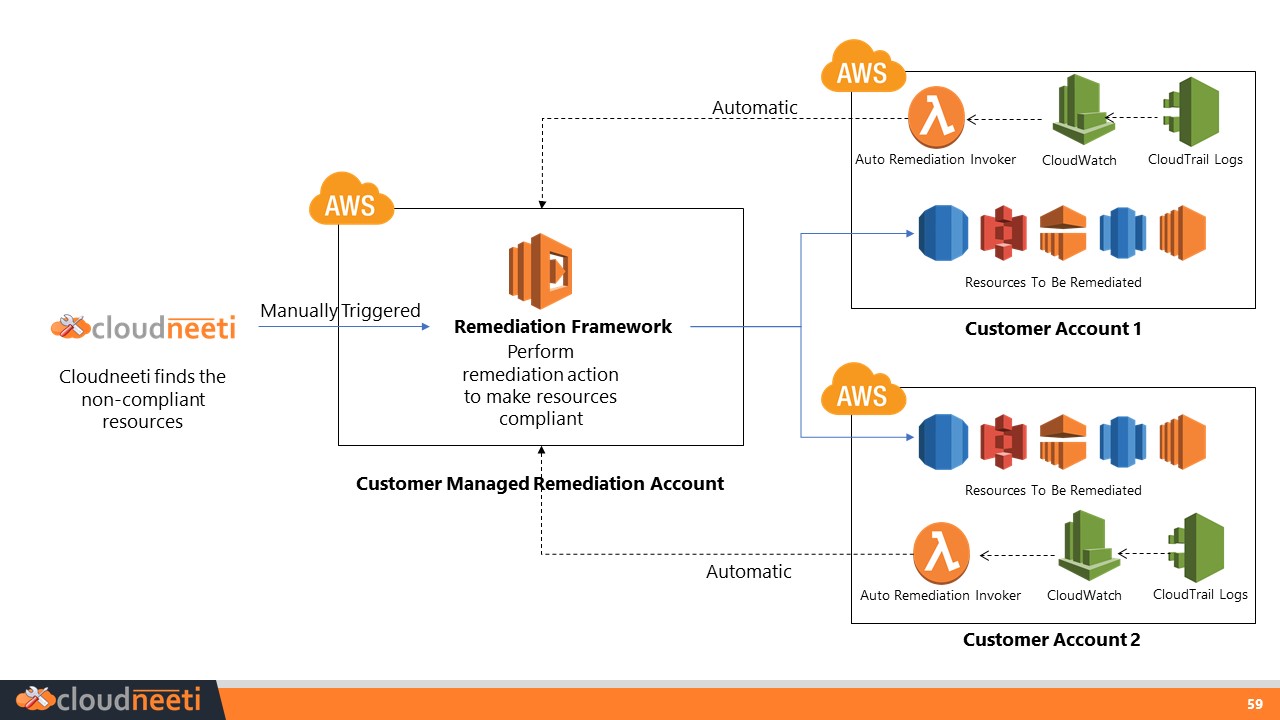 AWS
Automatic
Auto Remediation Invoker
CloudWatch
CloudTrail Logs
Resources To Be Remediated
Customer Account 1
AWS
cloudneeti
Manually Triggered
Cloudneeti finds the
non-compliant
resources
Remediation Framework
Perform
remediation action
to make resources
compliant
Customer Managed Remediation Account
AWS
Resources To Be Remediated
Automatic
Auto Remediation Invoker
CloudWatch
CloudTrail Logs
Customer Account 2
cloudneeti
59